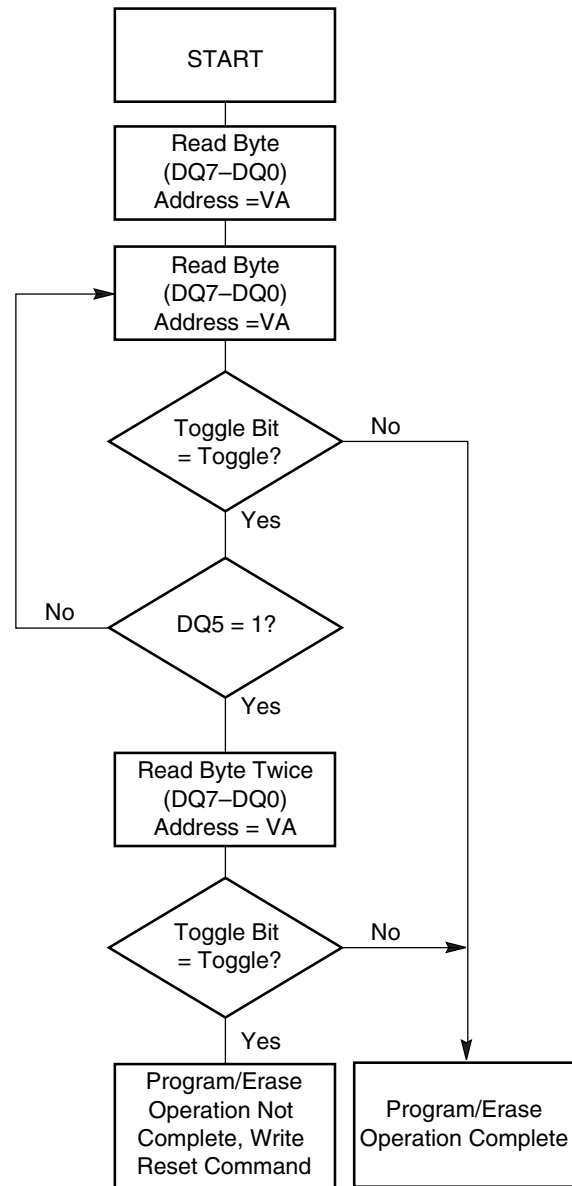 START
Read Byte
(DQ7–DQ0)
Address =VA
Read Byte
(DQ7–DQ0)
Address =VA
Toggle Bit
= Toggle?
No
Yes
No
DQ5 = 1?
Yes
Read Byte Twice
(DQ7–DQ0)
Address = VA
Toggle Bit
= Toggle?
No
Yes
Program/Erase
Operation Not
Complete, Write
Reset Command
Program/Erase
Operation Complete